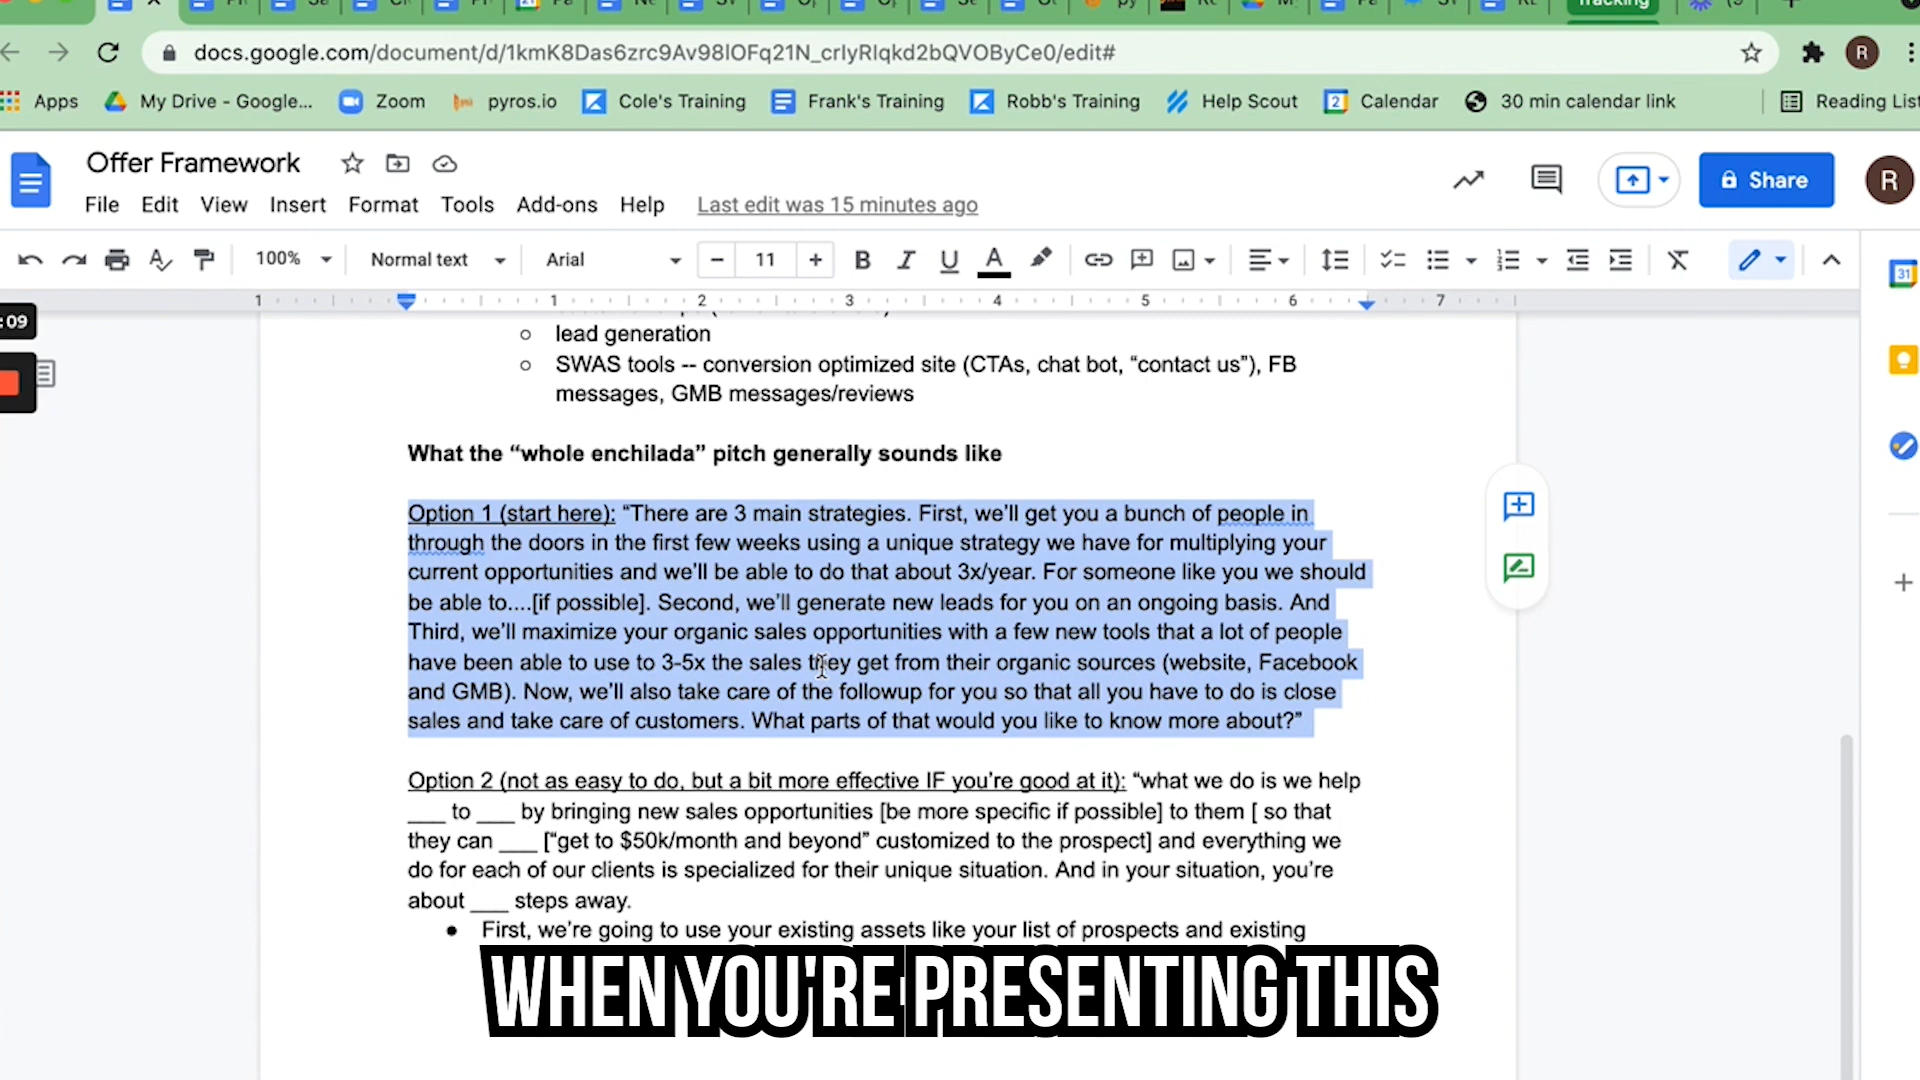 Tracking
docs.google.com/document/d/1kmK8Das6zrc9Av98lOFq21N_crlyRlqkd2bQVOByCe0/edit#
R
Apps My Drive - Google... Zoom pyros.io Cole's Training Frank's Training Robb's Training Help Scout 2 Calendar 30 min calendar link Reading List
Offer Framework
Share
R
File Edit View Insert Format Tools Add-ons Help Last edit was 15 minutes ago
100% Normal text Arial 11 B I U A
31
1 1 2 3 4 5 6 7
:09
lead generation
SWAS tools -- conversion optimized site (CTAs, chat bot, “contact us”), FB
messages, GMB messages/reviews
What the “whole enchilada” pitch generally sounds like
Option 1 (start here): “There are 3 main strategies. First, we’ll get you a bunch of people in
through the doors in the first few weeks using a unique strategy we have for multiplying your
current opportunities and we’ll be able to do that about 3x/year. For someone like you we should
be able to....[if possible]. Second, we’ll generate new leads for you on an ongoing basis. And
Third, we’ll maximize your organic sales opportunities with a few new tools that a lot of people
have been able to use to 3-5x the sales they get from their organic sources (website, Facebook
and GMB). Now, we’ll also take care of the followup for you so that all you have to do is close
sales and take care of customers. What parts of that would you like to know more about?”
Option 2 (not as easy to do, but a bit more effective IF you’re good at it): “what we do is we help
___ to ___ by bringing new sales opportunities [be more specific if possible] to them [ so that
they can ___ [“get to $50k/month and beyond” customized to the prospect] and everything we
do for each of our clients is specialized for their unique situation. And in your situation, you’re
about ___ steps away.
First, we’re going to use your existing assets like your list of prospects and existing
WHEN YOU'RE PRESENTING THIS